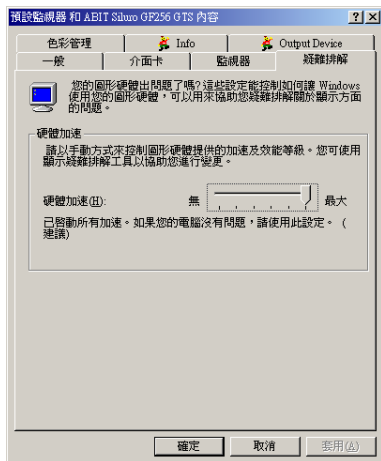 預設監視器 和 ABIT Siluro GF256 GTS 內容
色彩管理
Info
Output Device
一般
介面卡
監視器
疑難排解
您的圖形硬體出問題了嗎? 這些設定能控制如何讓 Windows
使用您的圖形硬體，可以用來協助您疑難排解關於顯示方面
的問題。
硬體加速
請以手動方式來控制圖形硬體提供的加速及效能等級。您可使用
顯示疑難排解工具以協助您進行變更。
硬體加速(H):
無
最大
已啟動所有加速。如果您的電腦沒有問題，請使用此設定。 (
建議)
確定
取消
套用(A)